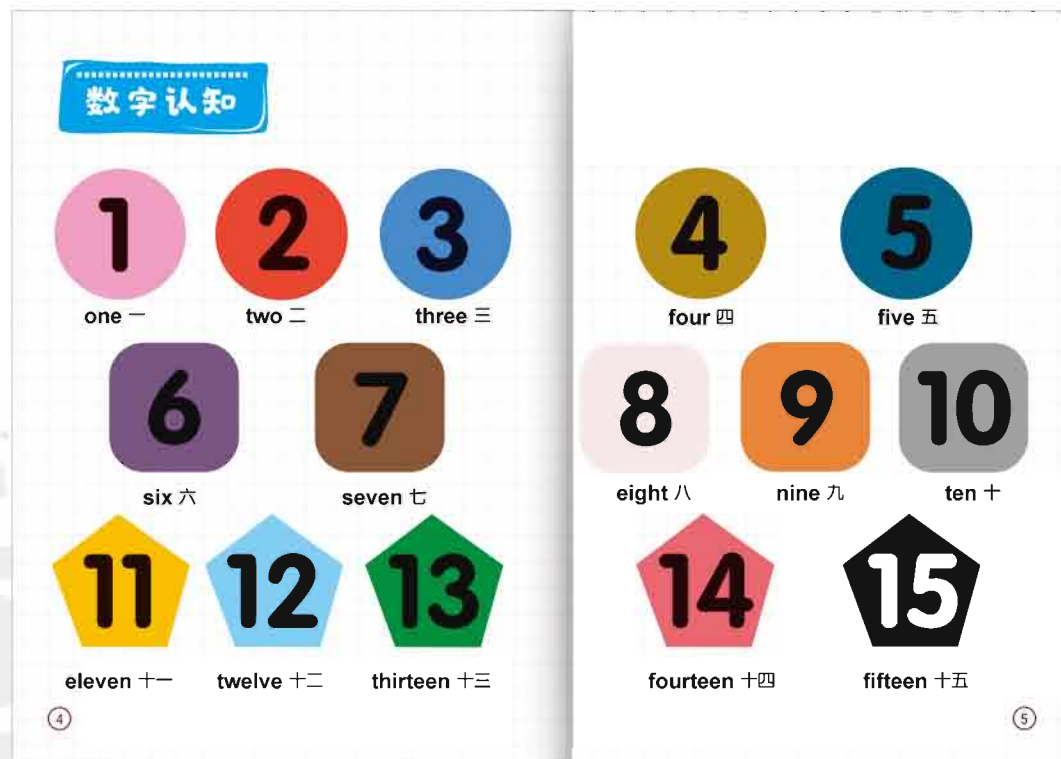 数字认知
1 2 3
one 一 two 二 three 三
6 7
six 六 seven 七
11 12 13
eleven 十一 twelve 十二 thirteen 十三
4
4 5
four 四 five 五
8 9 10
eight 八 nine 九 ten 十
14 15
fourteen 十四 fifteen 十五
5